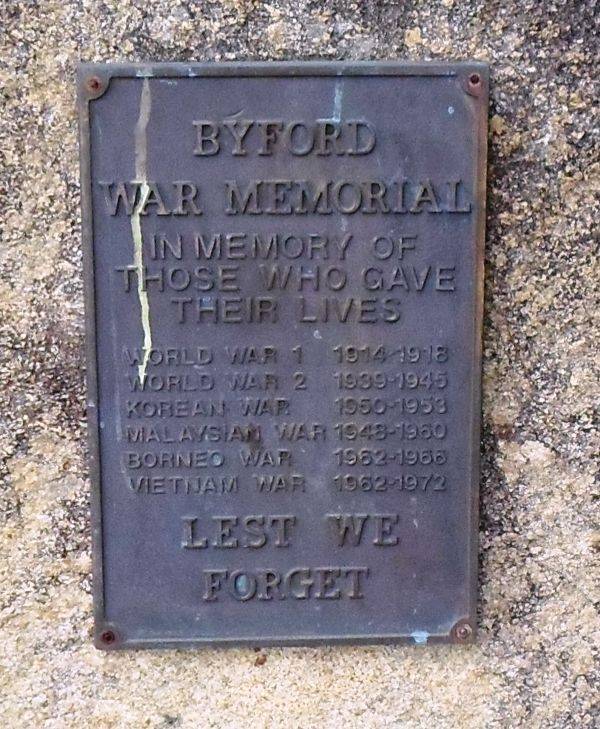 BYFORD
WAR MEMORIAL
IN MEMORY OF
THOSE WHO GAVE
THEIR LIVES
WORLD WAR 1 1914-1918
WORLD WAR 2 1939-1945
KOREAN WAR 1950-1953
MALAYSIAN WAR 1948-1960
BORNEO WAR 1962-1966
VIETNAM WAR 1962-1972
LEST WE
FORGET